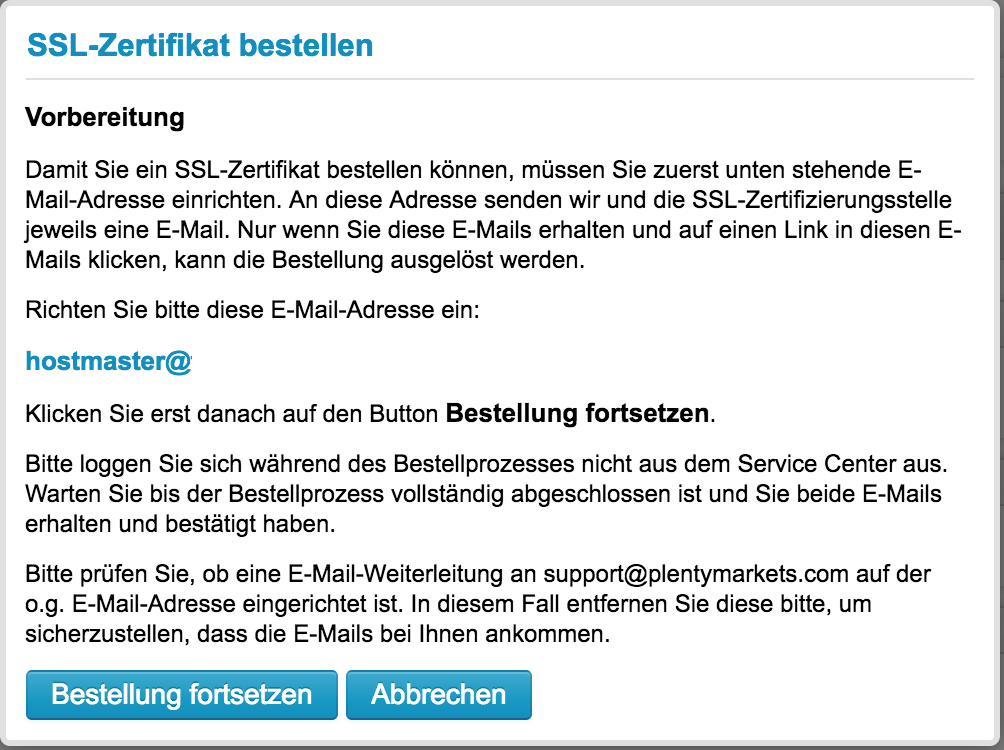 SSL-Zertifikat bestellen
Vorbereitung
Damit Sie ein SSL-Zertifikat bestellen können, müssen Sie zuerst unten stehende E-
Mail-Adresse einrichten. An diese Adresse senden wir und die SSL-Zertifizierungsstelle
jeweils eine E-Mail. Nur wenn Sie diese E-Mails erhalten und auf einen Link in diesen E-
Mails klicken, kann die Bestellung ausgelöst werden.
Richten Sie bitte diese E-Mail-Adresse ein:
hostmaster@
Klicken Sie erst danach auf den Button Bestellung fortsetzen.
Bitte loggen Sie sich während des Bestellprozesses nicht aus dem Service Center aus.
Warten Sie bis der Bestellprozess vollständig abgeschlossen ist und Sie beide E-Mails
erhalten und bestätigt haben.
Bitte prüfen Sie, ob eine E-Mail-Weiterleitung an support@plentymarkets.com auf der
o.g. E-Mail-Adresse eingerichtet ist. In diesem Fall entfernen Sie diese bitte, um
sicherzustellen, dass die E-Mails bei Ihnen ankommen.
Bestellung fortsetzen Abbrechen